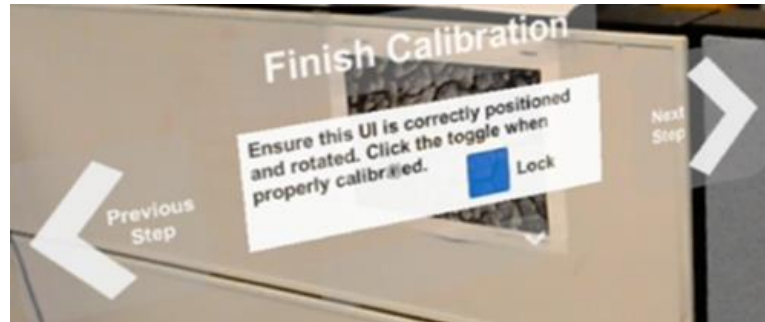 Finish Calibration
Ensure this UI is correctly positioned
and rotated. Click the toggle when
properly calibrated.
Lock
Previous
Step
Next
Step